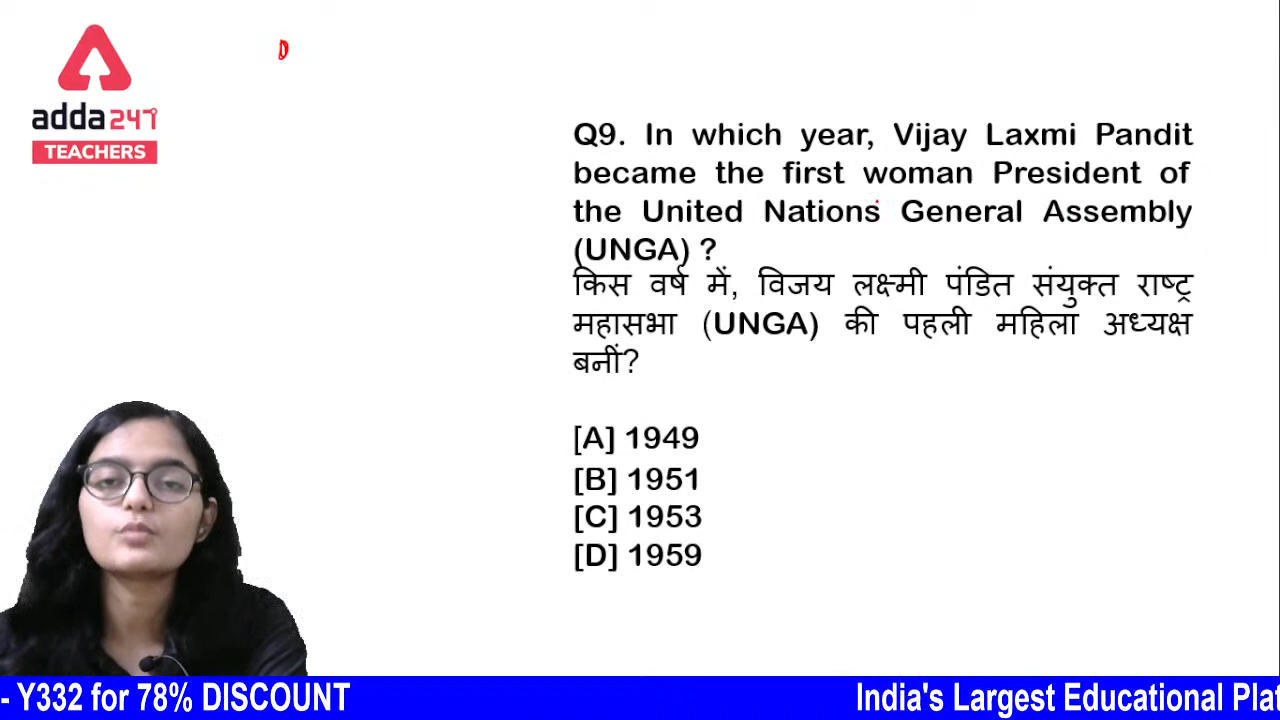 D
adda247
TEACHERS
Q9. In which year, Vijay Laxmi Pandit
became the first woman President of
the United Nations General Assembly
(UNGA) ?
किस वर्ष में, विजय लक्ष्मी पंडित संयुक्त राष्ट्र
महासभा (UNGA) की पहली महिला अध्यक्ष
बनीं?
[A] 1949
[B] 1951
[C] 1953
[D] 1959
- Y332 for 78% DISCOUNT
India's Largest Educational Plat